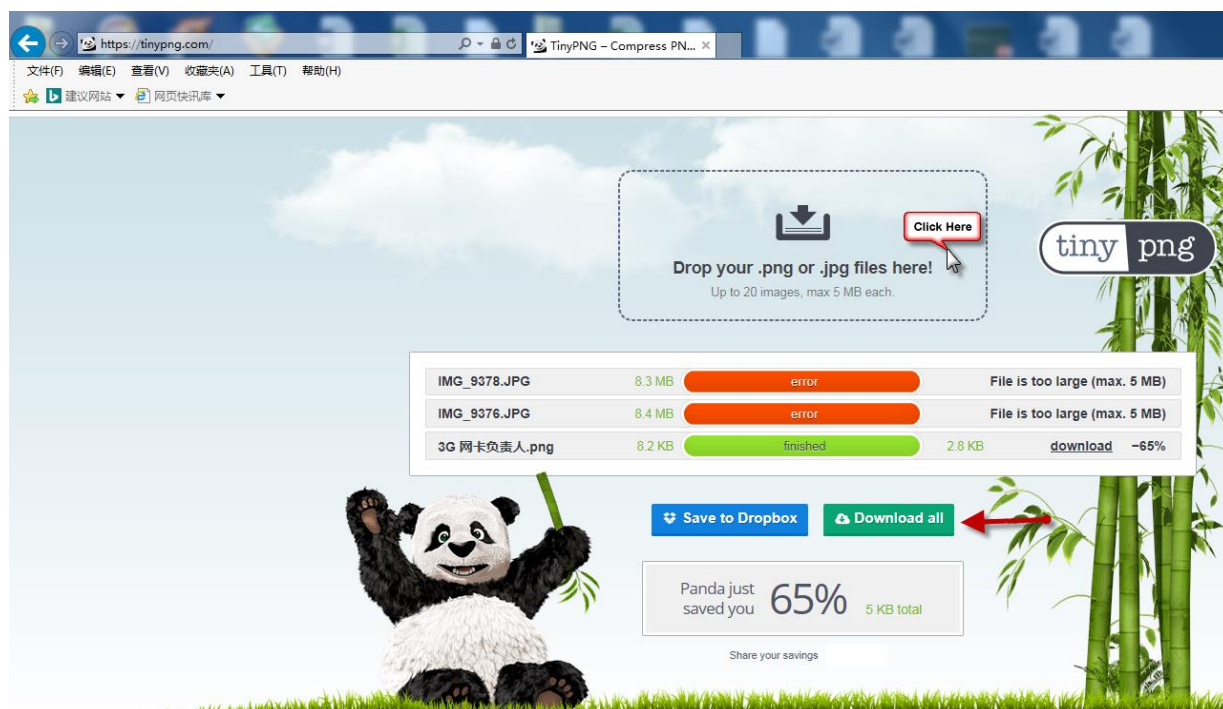 https://tinypng.com/
TinyPNG – Compress PN...
文件(F) 编辑(E) 查看(V) 收藏夹(A) 工具(T) 帮助(H)
建议网站 网页快讯库
Click Here
tiny png
Drop your .png or .jpg files here!
Up to 20 images, max 5 MB each.
IMG_9378.JPG 8.3 MB error File is too large (max. 5 MB)
IMG_9376.JPG 8.4 MB error File is too large (max. 5 MB)
3G 网卡负责人.png 8.2 KB finished 2.8 KB download −65%
Save to Dropbox Download all
Panda just
saved you 65% 5 KB total
Share your savings